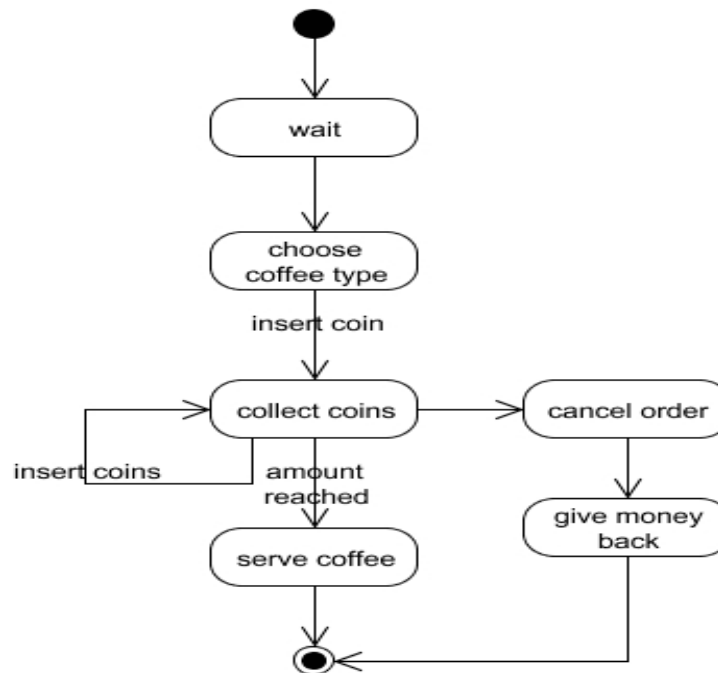 wait
choose
coffee type
insert coin
collect coins
cancel order
insert coins
amount
reached
give money
back
serve coffee